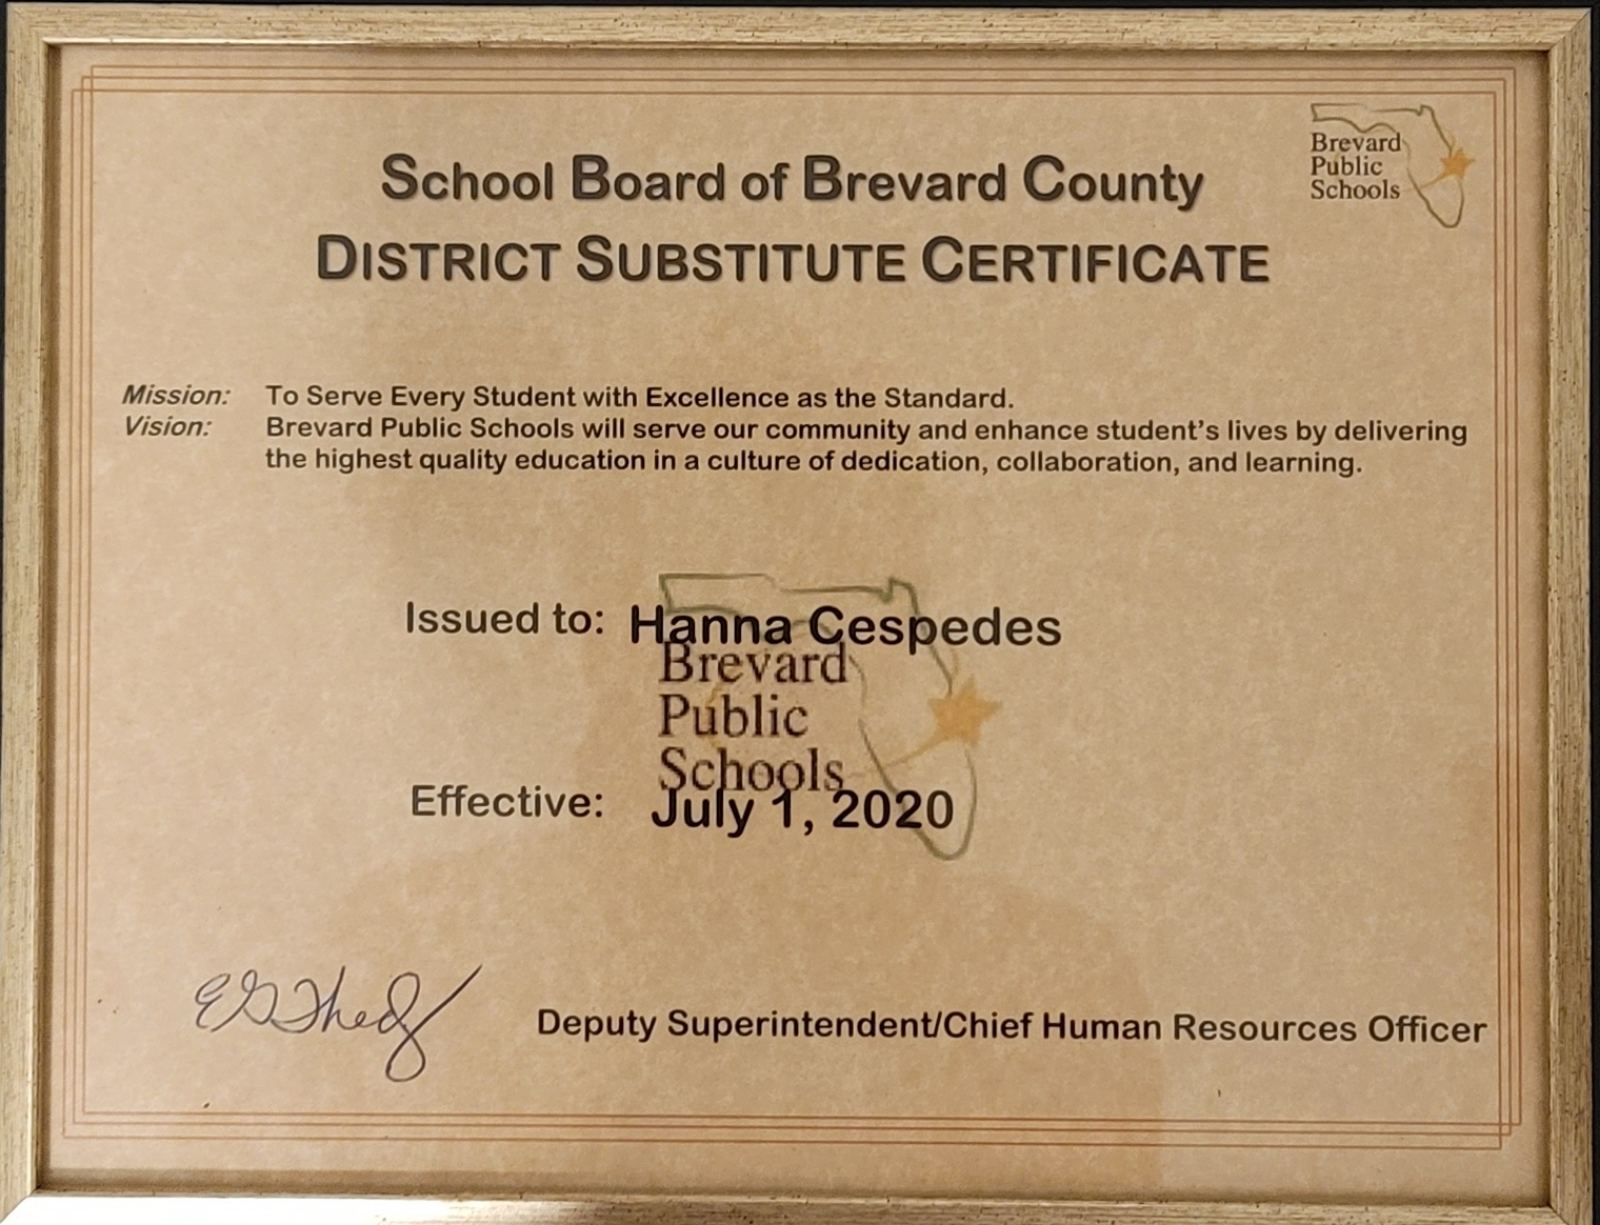 Brevard
Public
Schools
School Board of Brevard County
DISTRICT SUBSTITUTE CERTIFICATE
Mission: To Serve Every Student with Excellence as the Standard.
Vision: Brevard Public Schools will serve our community and enhance student's lives by delivering
the highest quality education in a culture of dedication, collaboration, and learning.
Issued to: Hanna Cespedes
Brevard
Public
Schools
Effective: July 1, 2020
Deputy Superintendent/Chief Human Resources Officer